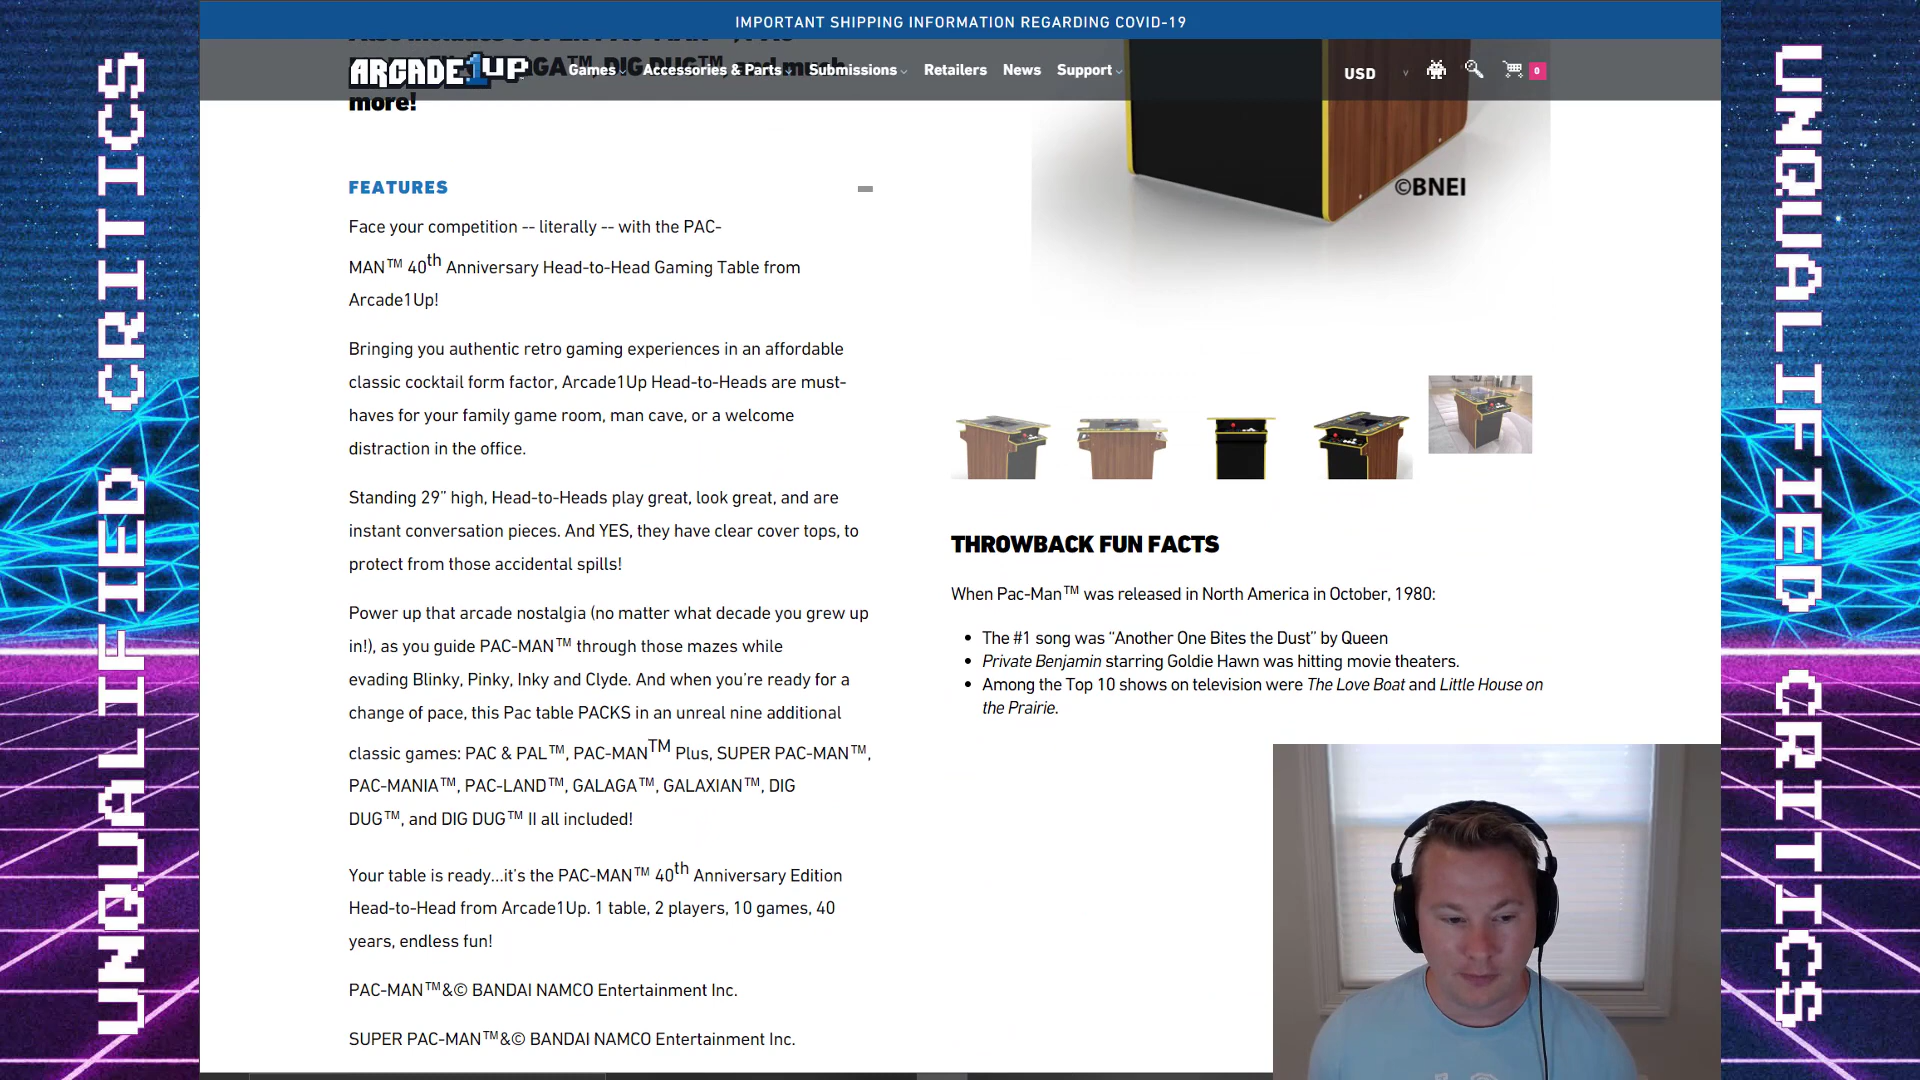 IMPORTANT SHIPPING INFORMATION REGARDING COVID-19
ARCADE1UP
Games
Accessories & Parts
Submissions
Retailers
News
Support
USD
0
more!
FEATURES
Face your competition -- literally -- with the PAC-
MAN™ 40th Anniversary Head-to-Head Gaming Table from
Arcade1Up!
Bringing you authentic retro gaming experiences in an affordable
classic cocktail form factor, Arcade1Up Head-to-Heads are must-
haves for your family game room, man cave, or a welcome
distraction in the office.
Standing 29” high, Head-to-Heads play great, look great, and are
instant conversation pieces. And YES, they have clear cover tops, to
protect from those accidental spills!
Power up that arcade nostalgia (no matter what decade you grew up
in!), as you guide PAC-MAN™ through those mazes while
evading Blinky, Pinky, Inky and Clyde. And when you’re ready for a
change of pace, this Pac table PACKS in an unreal nine additional
classic games: PAC & PAL™, PAC-MAN™ Plus, SUPER PAC-MAN™,
PAC-MANIA™, PAC-LAND™, GALAGA™, GALAXIAN™, DIG
DUG™, and DIG DUG™ II all included!
Your table is ready...it’s the PAC-MAN™ 40th Anniversary Edition
Head-to-Head from Arcade1Up. 1 table, 2 players, 10 games, 40
years, endless fun!
PAC-MAN™&© BANDAI NAMCO Entertainment Inc.
SUPER PAC-MAN™&© BANDAI NAMCO Entertainment Inc.
©BNEI
THROWBACK FUN FACTS
When Pac-Man™ was released in North America in October, 1980:
• The #1 song was “Another One Bites the Dust” by Queen
• Private Benjamin starring Goldie Hawn was hitting movie theaters.
• Among the Top 10 shows on television were The Love Boat and Little House on
the Prairie.
UNQUALIFIED CRITICS
UNQUALIFIED CRITICS